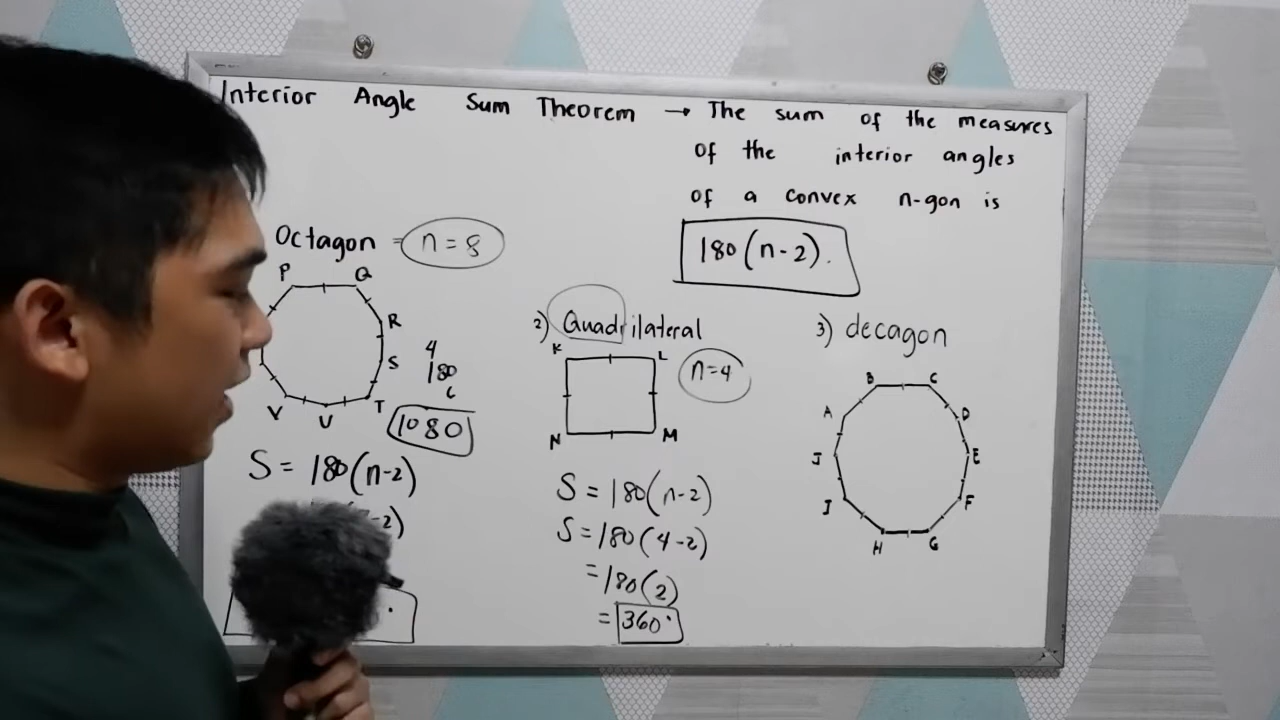 Interior Angle Sum Theorem → The sum of the measures
of the interior angles
of a convex n-gon is
180(n-2).
Octagon = n=8
P Q
R
S
T
U
V
4
180
6
1080
S = 180(n-2)
-2)
2) Quadrilateral
K L
n=4
N M
S = 180(n-2)
S = 180(4-2)
= 180(2)
= 360°
3) decagon
B C
A D
J E
I F
H G